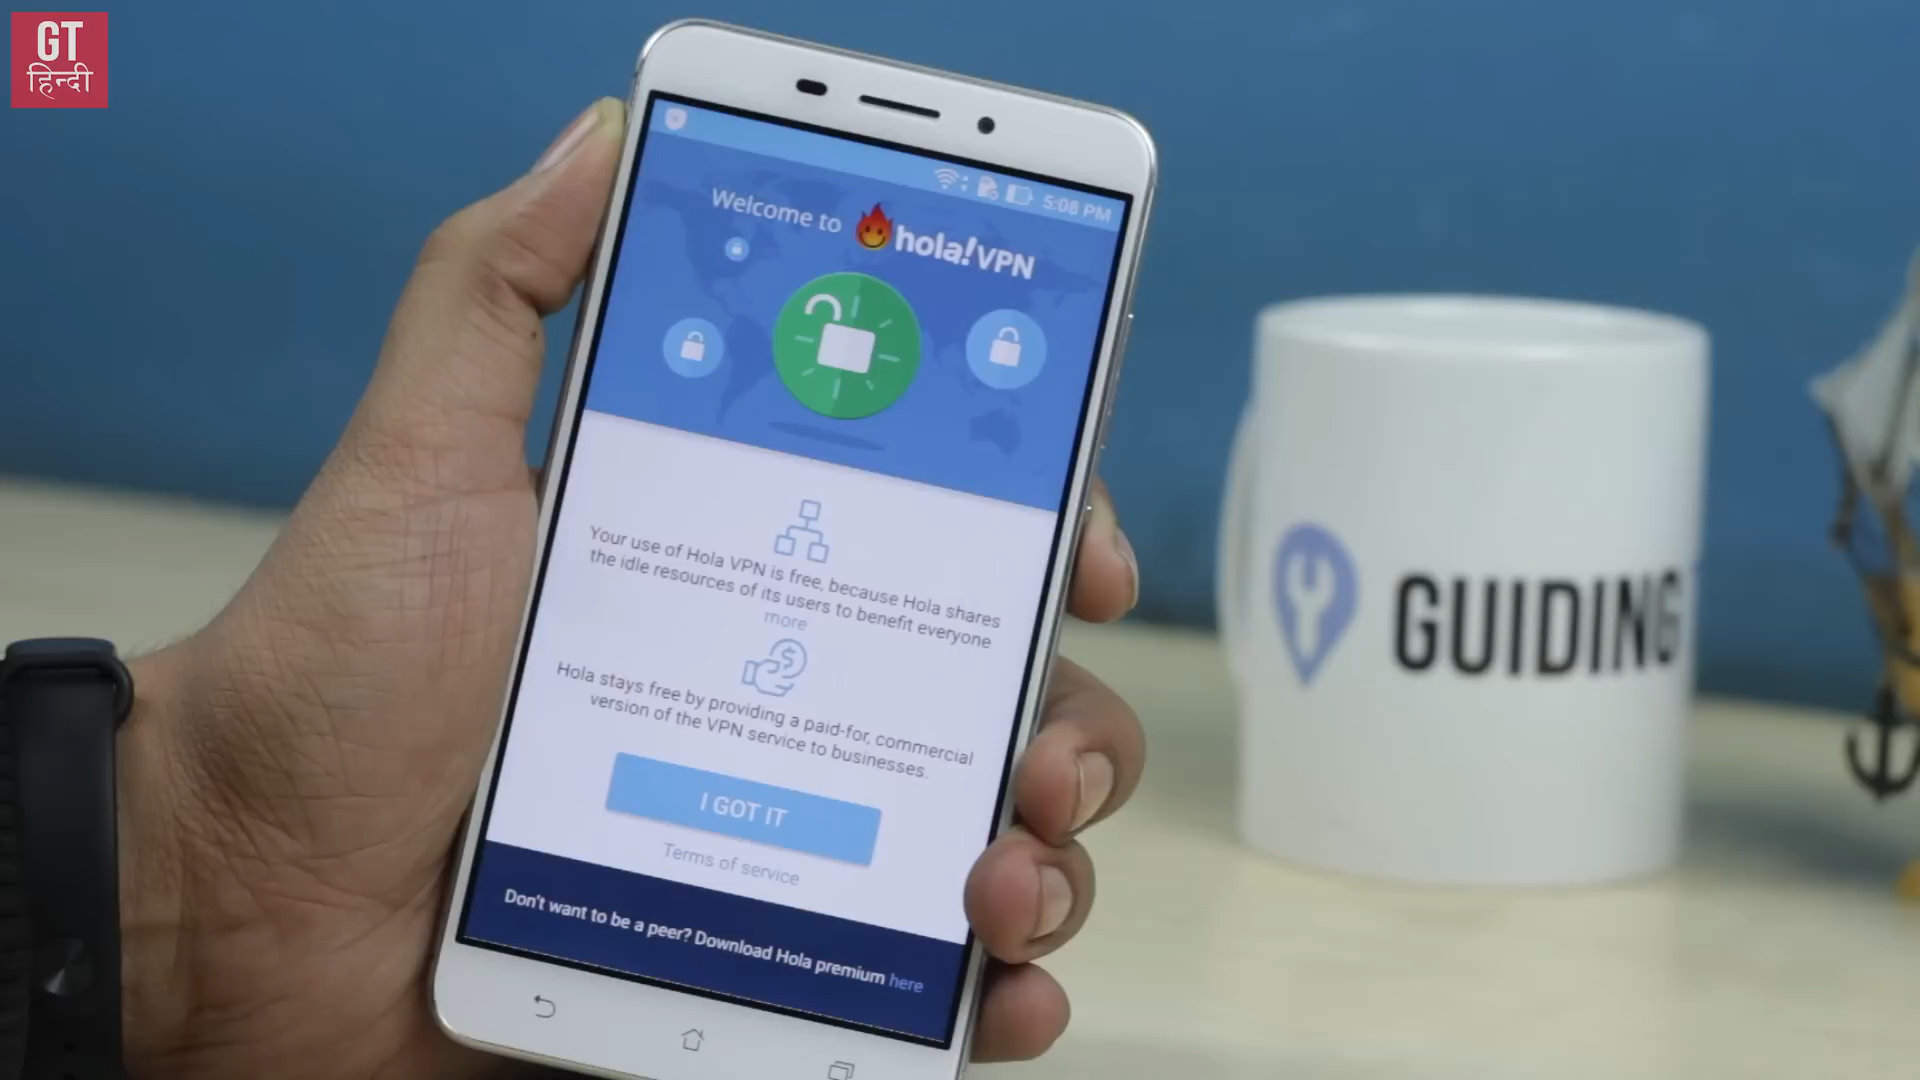 GT
हिन्दी
5:08 PM
Welcome to hola!VPN
Your use of Hola VPN is free, because Hola shares
the idle resources of its users to benefit everyone
more
Hola stays free by providing a paid-for, commercial
version of the VPN service to businesses.
I GOT IT
Terms of service
Don't want to be a peer? Download Hola premium here
GUIDING